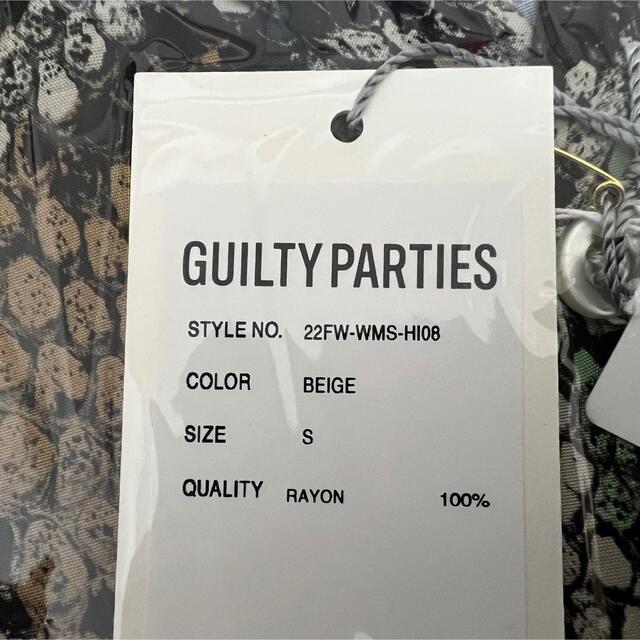 GUILTY PARTIES
STYLE NO. 22FW-WMS-HI08
COLOR BEIGE
SIZE S
QUALITY RAYON 100%